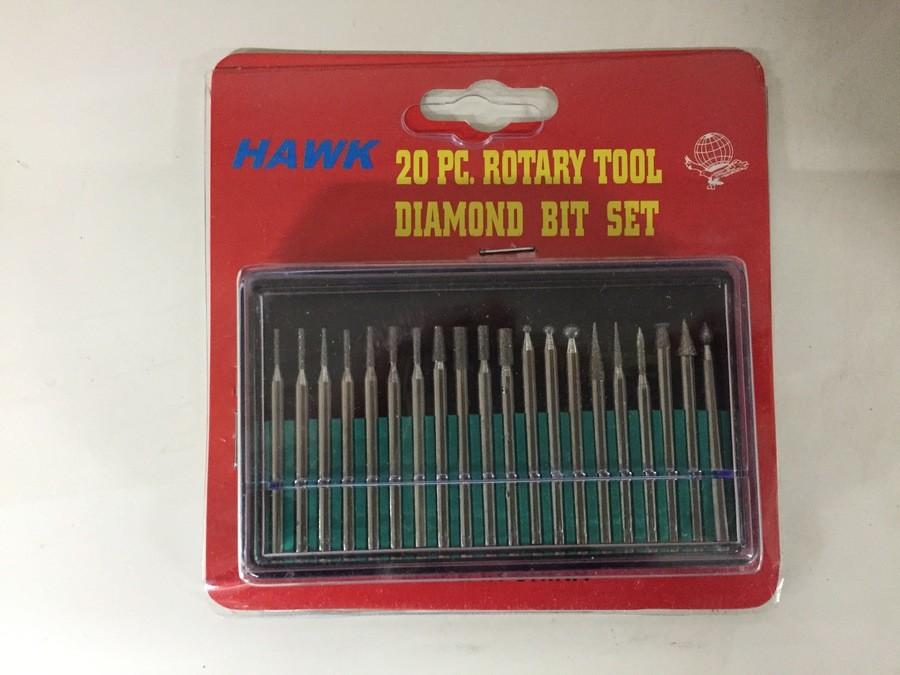 HAWK
20 PC. ROTARY TOOL
DIAMOND BIT SET